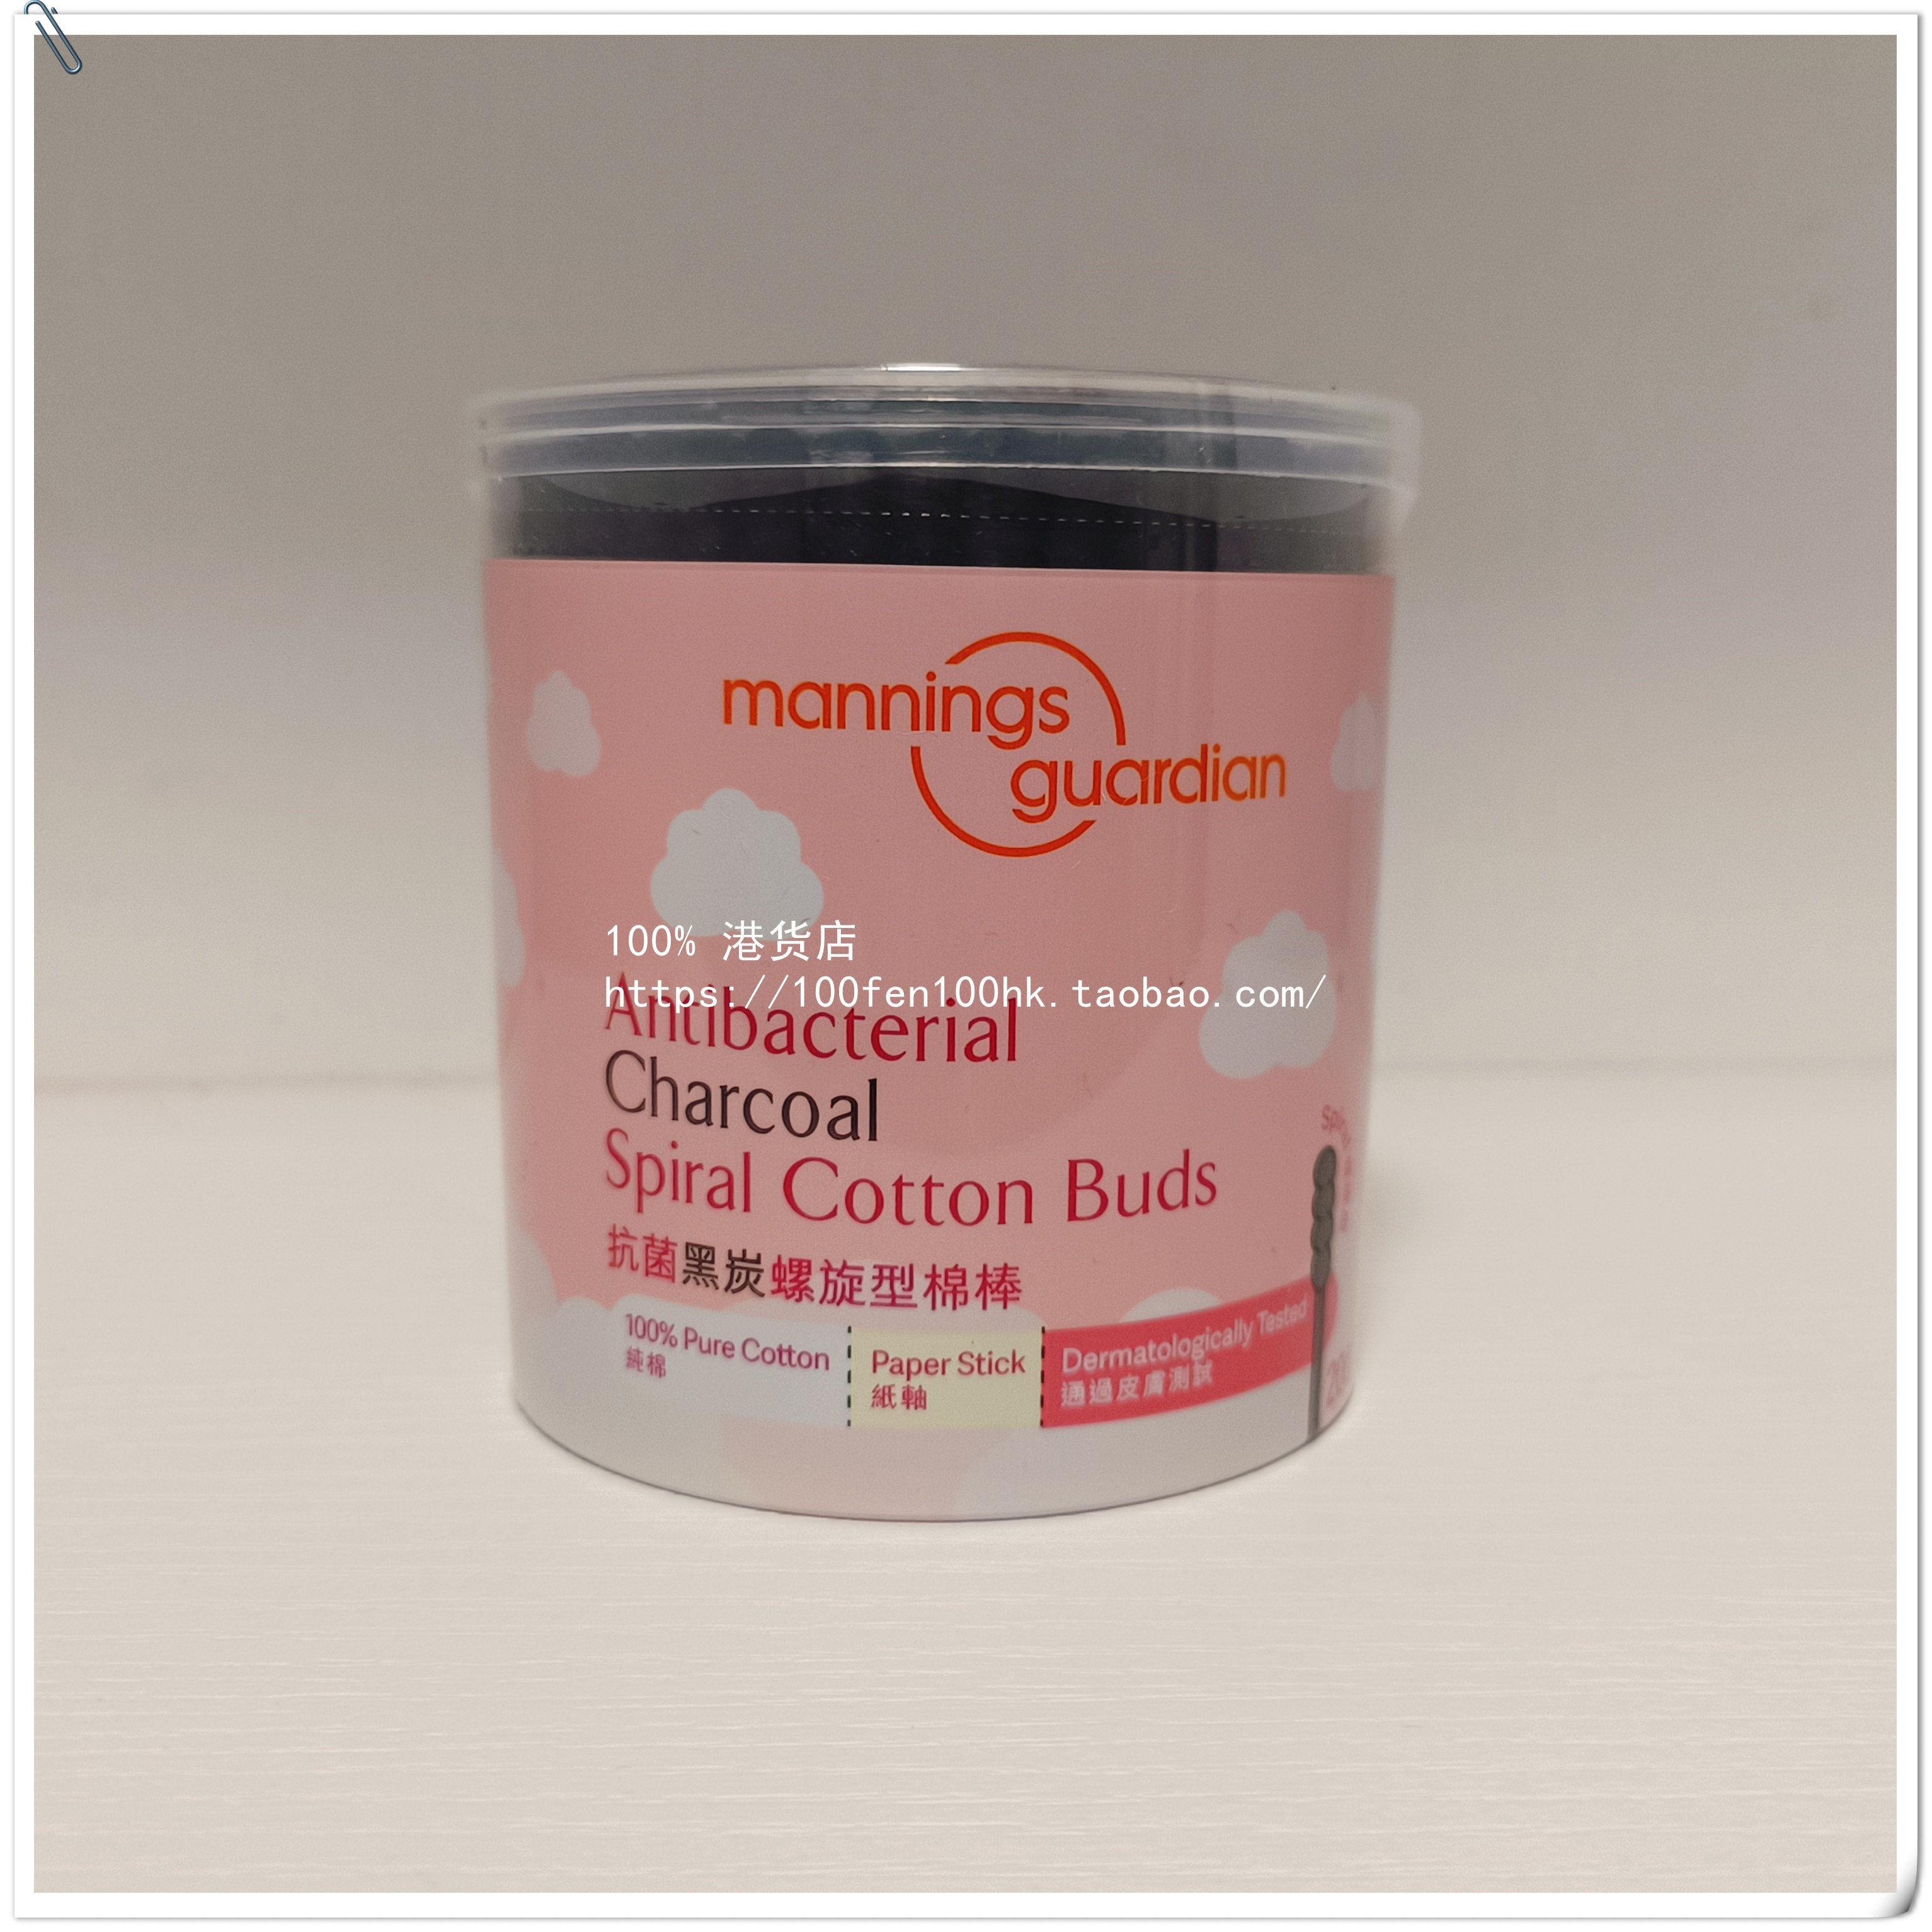 mannings
guardian
100% 港货店
https://100fen100hk.taobao.com/
Antibacterial
Charcoal
Spiral Cotton Buds
抗菌黑炭螺旋型棉棒
100% Pure Cotton
純棉
Paper Stick
紙軸
Dermatologically Tested
通過皮膚測試